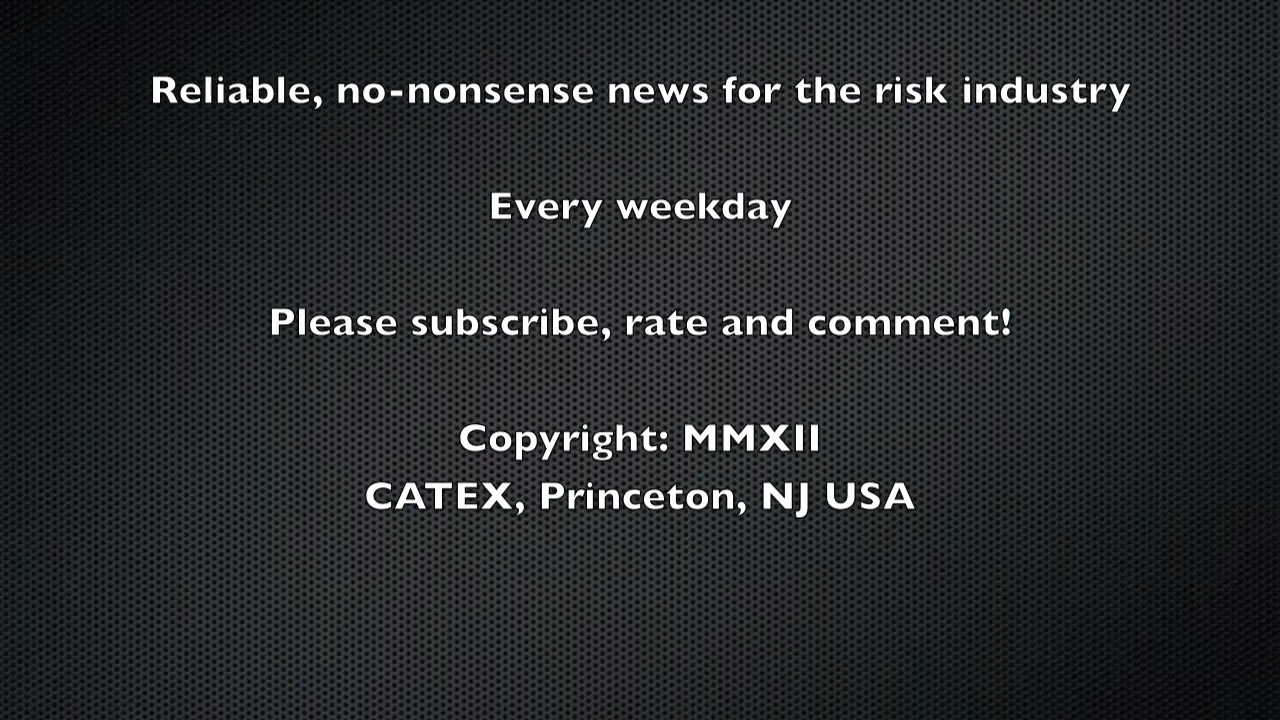 Reliable, no-nonsense news for the risk industry
Every weekday
Please subscribe, rate and comment!
Copyright: MMXII
CATEX, Princeton, NJ USA